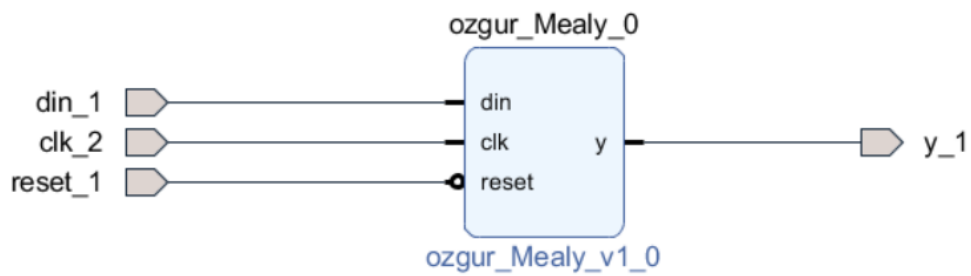 ozgur_Mealy_0
din_1
din
clk_2
clk
y
y_1
reset_1
reset
ozgur_Mealy_v1_0